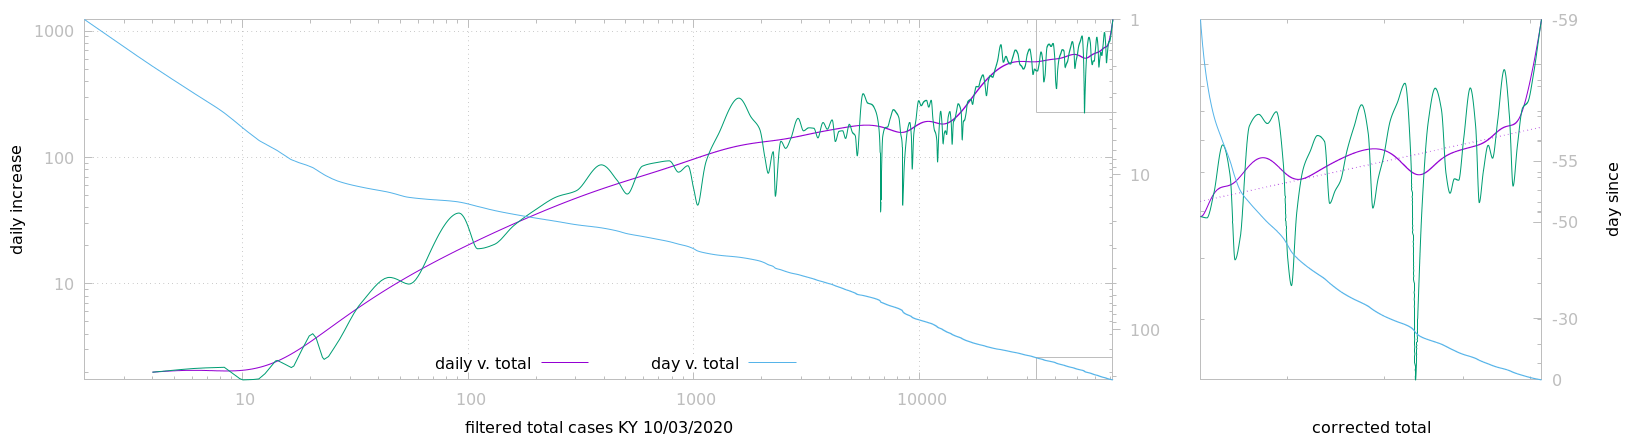 1000
100
10
daily increase
10
100
1000
10000
filtered total cases KY 10/03/2020
daily v. total
day v. total
1
10
100
-59
-55
-50
-30
0
day since
corrected total